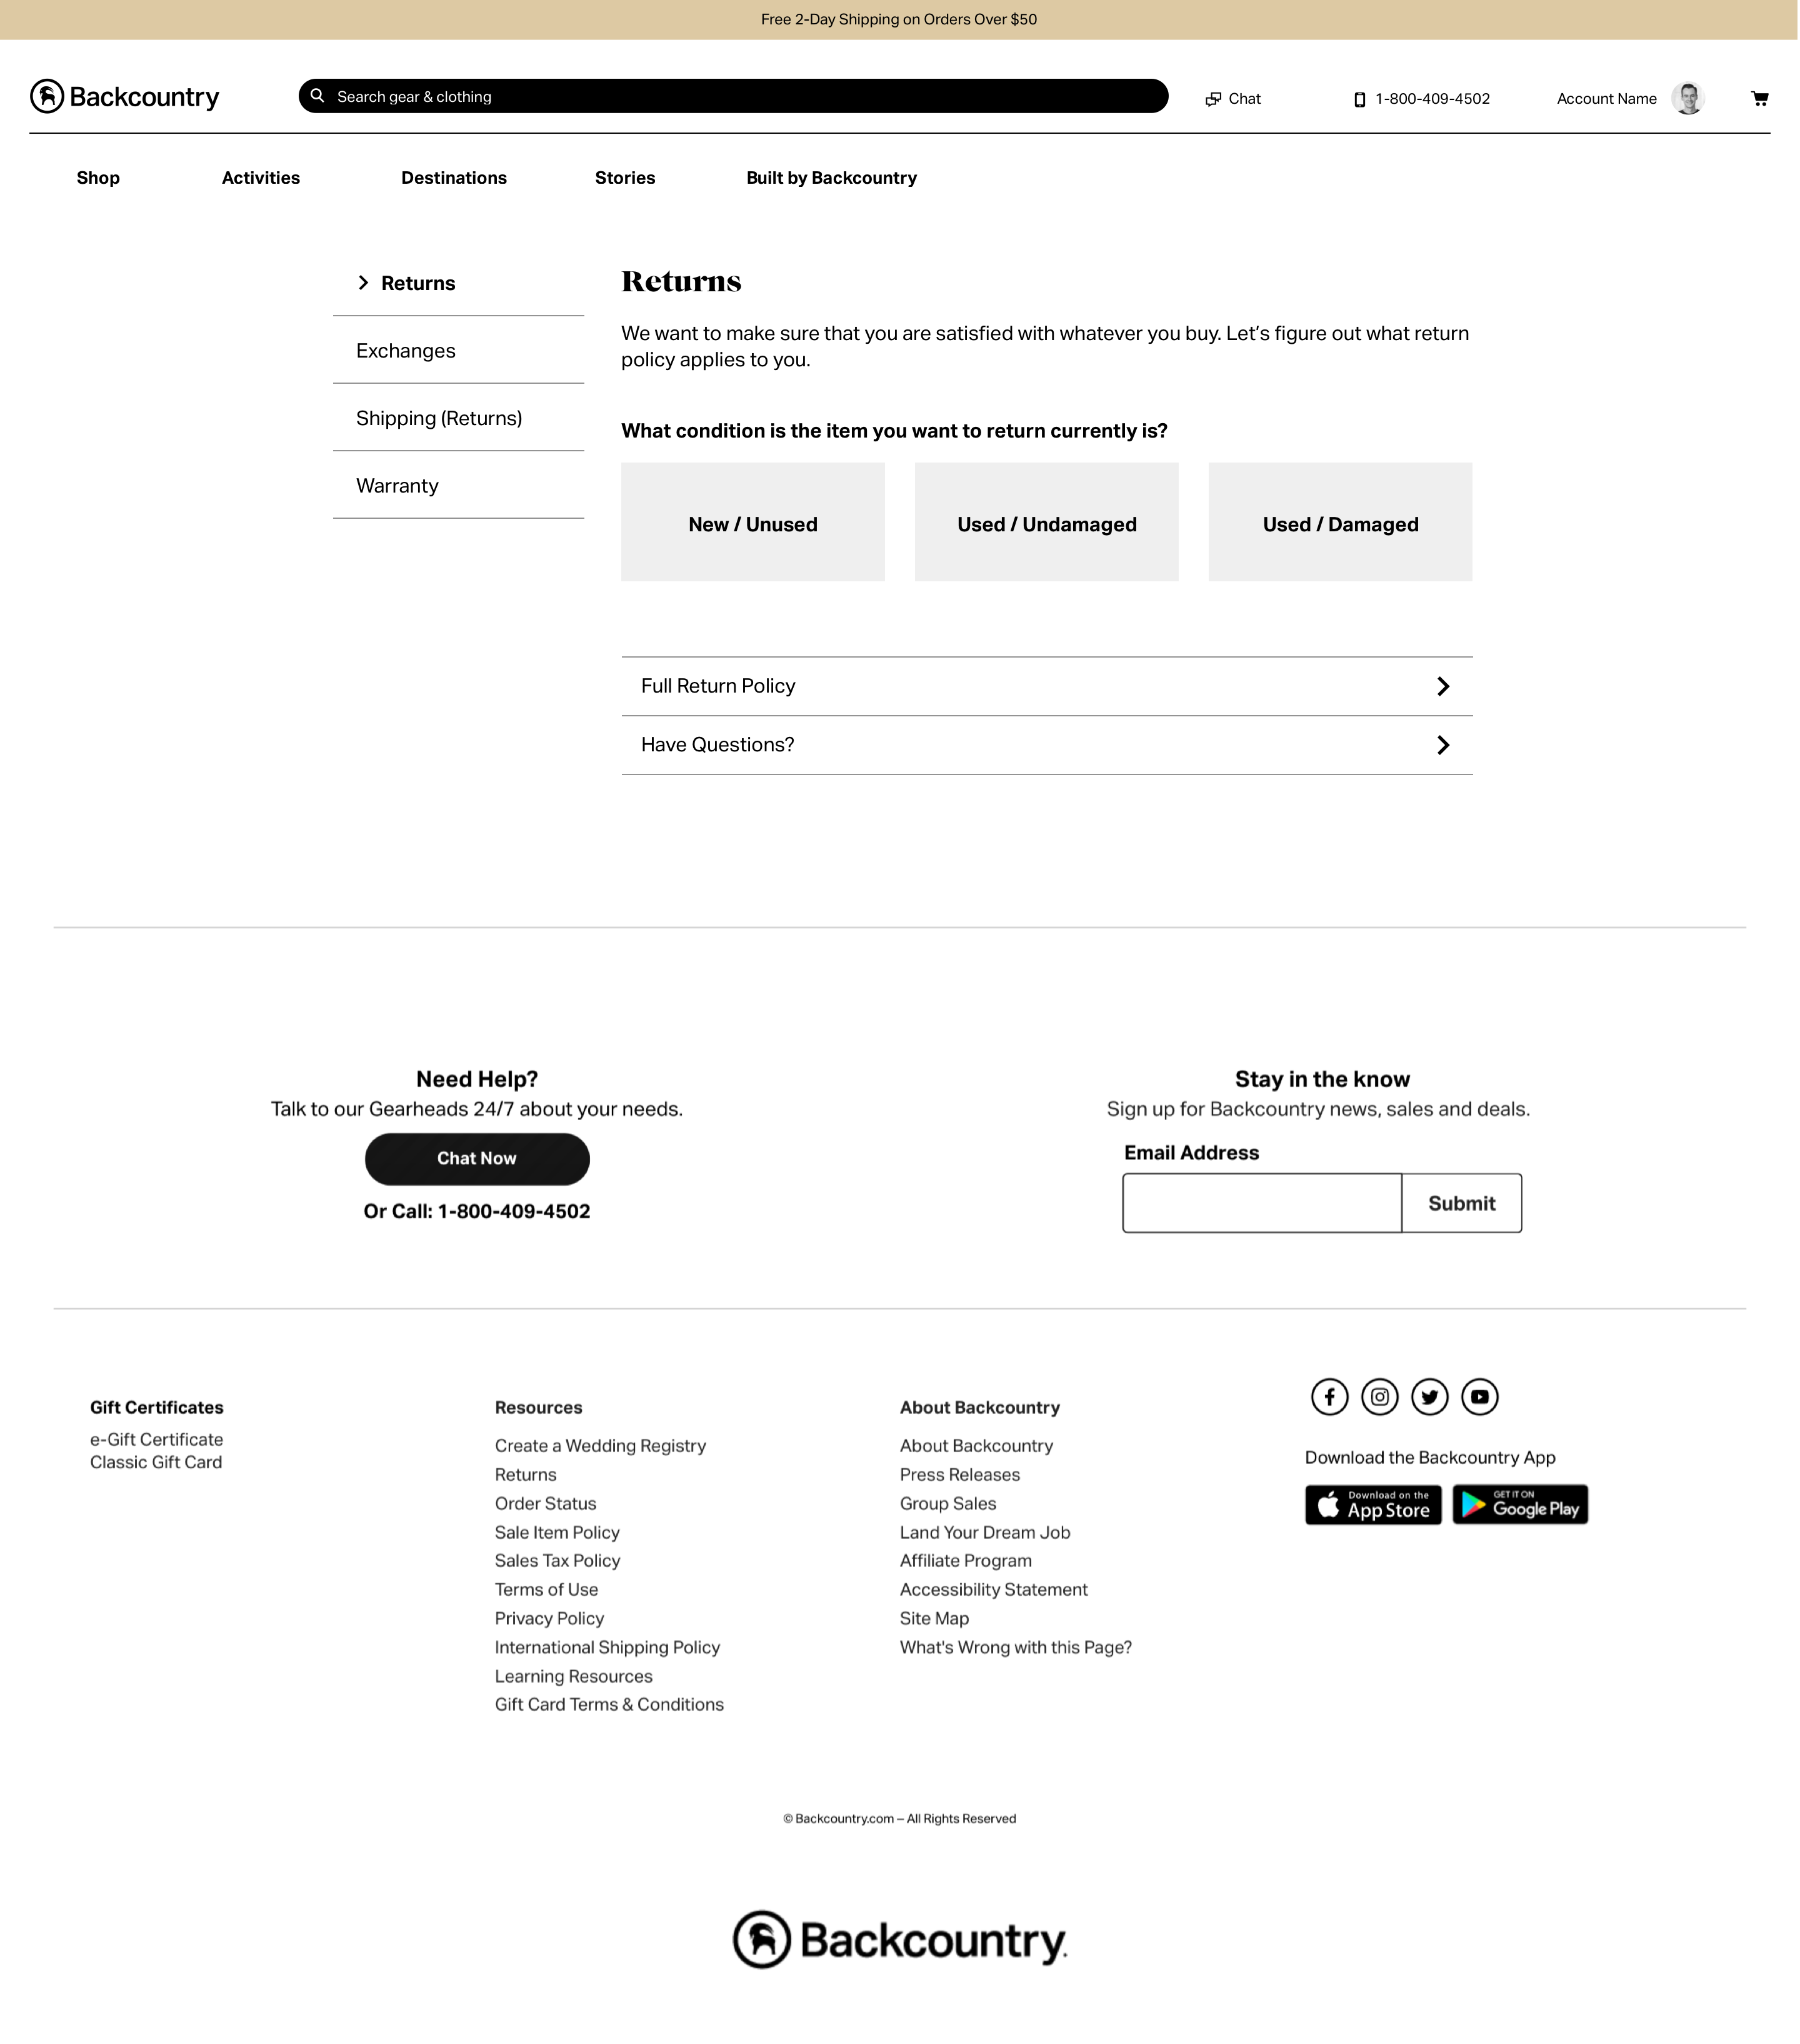 Free 2-Day Shipping on Orders Over $50
Backcountry
Search gear & clothing
Chat
1-800-409-4502
Account Name
Shop
Activities
Destinations
Stories
Built by Backcountry
Returns
Exchanges
Shipping (Returns)
Warranty
Returns
We want to make sure that you are satisfied with whatever you buy. Let’s figure out what return
policy applies to you.
What condition is the item you want to return currently is?
New / Unused
Used / Undamaged
Used / Damaged
Full Return Policy
Have Questions?
Need Help?
Talk to our Gearheads 24/7 about your needs.
Chat Now
Or Call: 1-800-409-4502
Stay in the know
Sign up for Backcountry news, sales and deals.
Email Address
Submit
Gift Certificates
e-Gift Certificate
Classic Gift Card
Resources
Create a Wedding Registry
Returns
Order Status
Sale Item Policy
Sales Tax Policy
Terms of Use
Privacy Policy
International Shipping Policy
Learning Resources
Gift Card Terms & Conditions
About Backcountry
About Backcountry
Press Releases
Group Sales
Land Your Dream Job
Affiliate Program
Accessibility Statement
Site Map
What's Wrong with this Page?
Download the Backcountry App
Download on the
App Store
GET IT ON
Google Play
© Backcountry.com – All Rights Reserved
Backcountry.